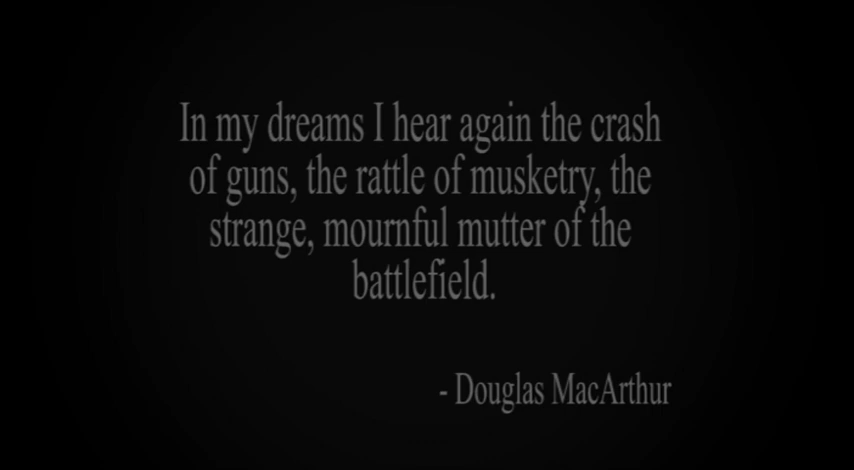 In my dreams I hear again the crash
of guns, the rattle of musketry, the
strange, mournful mutter of the
battlefield.
- Douglas MacArthur